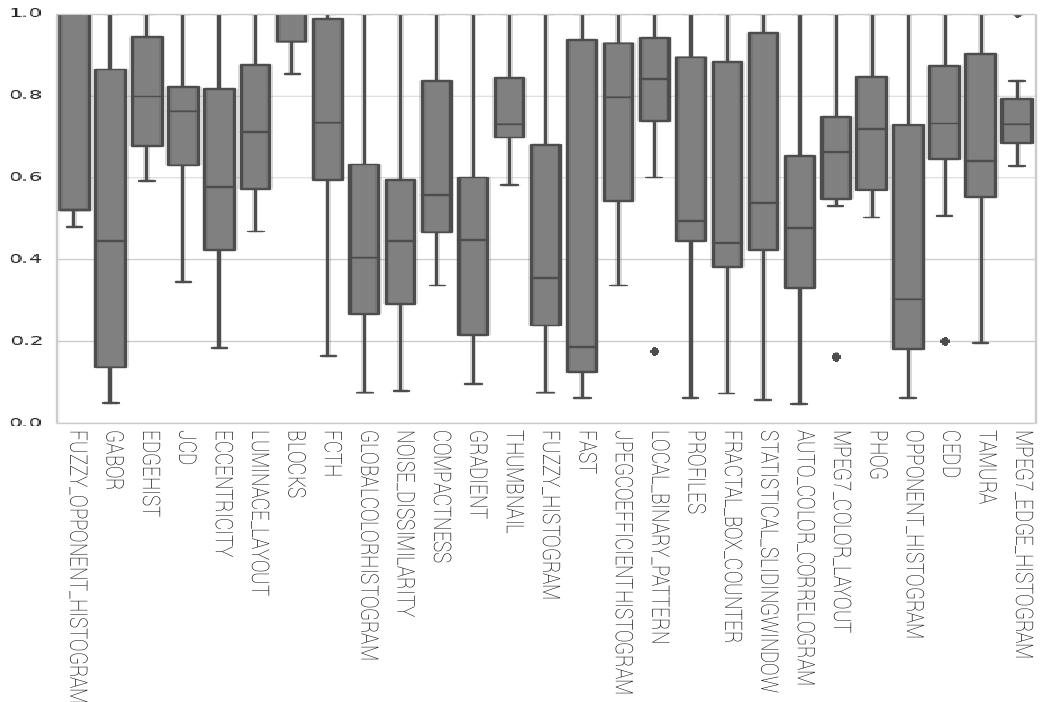 1.0
0.8
0.6
0.4
0.2
0.0
FUZZY_OPPONENT_HISTOGRAM
GABOR
EDGEHIST
JCD
ECCENTRICITY
LUMINACE_LAYOUT
BLOCKS
FCTH
GLOBALCOLORHISTOGRAM
NOISE_DISSIMILARITY
COMPACTNESS
GRADIENT
THUMBNAIL
FUZZY_HISTOGRAM
FAST
JPEGCOEFFICIENTHISTOGRAM
LOCAL_BINARY_PATTERN
PROFILES
FRACTAL_BOX_COUNTER
STATISTICAL_SLIDINGWINDOW
AUTO_COLOR_CORRELOGRAM
MPEG7_COLOR_LAYOUT
PHOG
OPPONENT_HISTOGRAM
CEDD
TAMURA
MPEG7_EDGE_HISTOGRAM